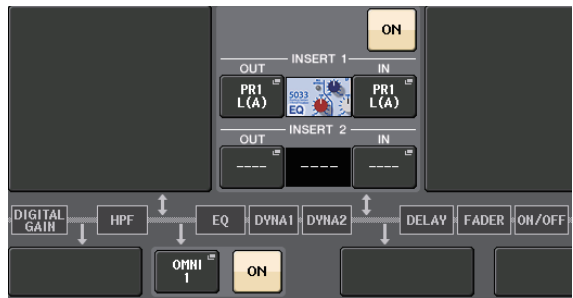 ON
INSERT 1
OUT
IN
PR1
L(A)
5033
EQ
PR1
L(A)
INSERT 2
OUT
IN
----
----
----
DIGITAL
GAIN
HPF
EQ
DYNA1
DYNA2
DELAY
FADER
ON/OFF
OMNI
1
ON